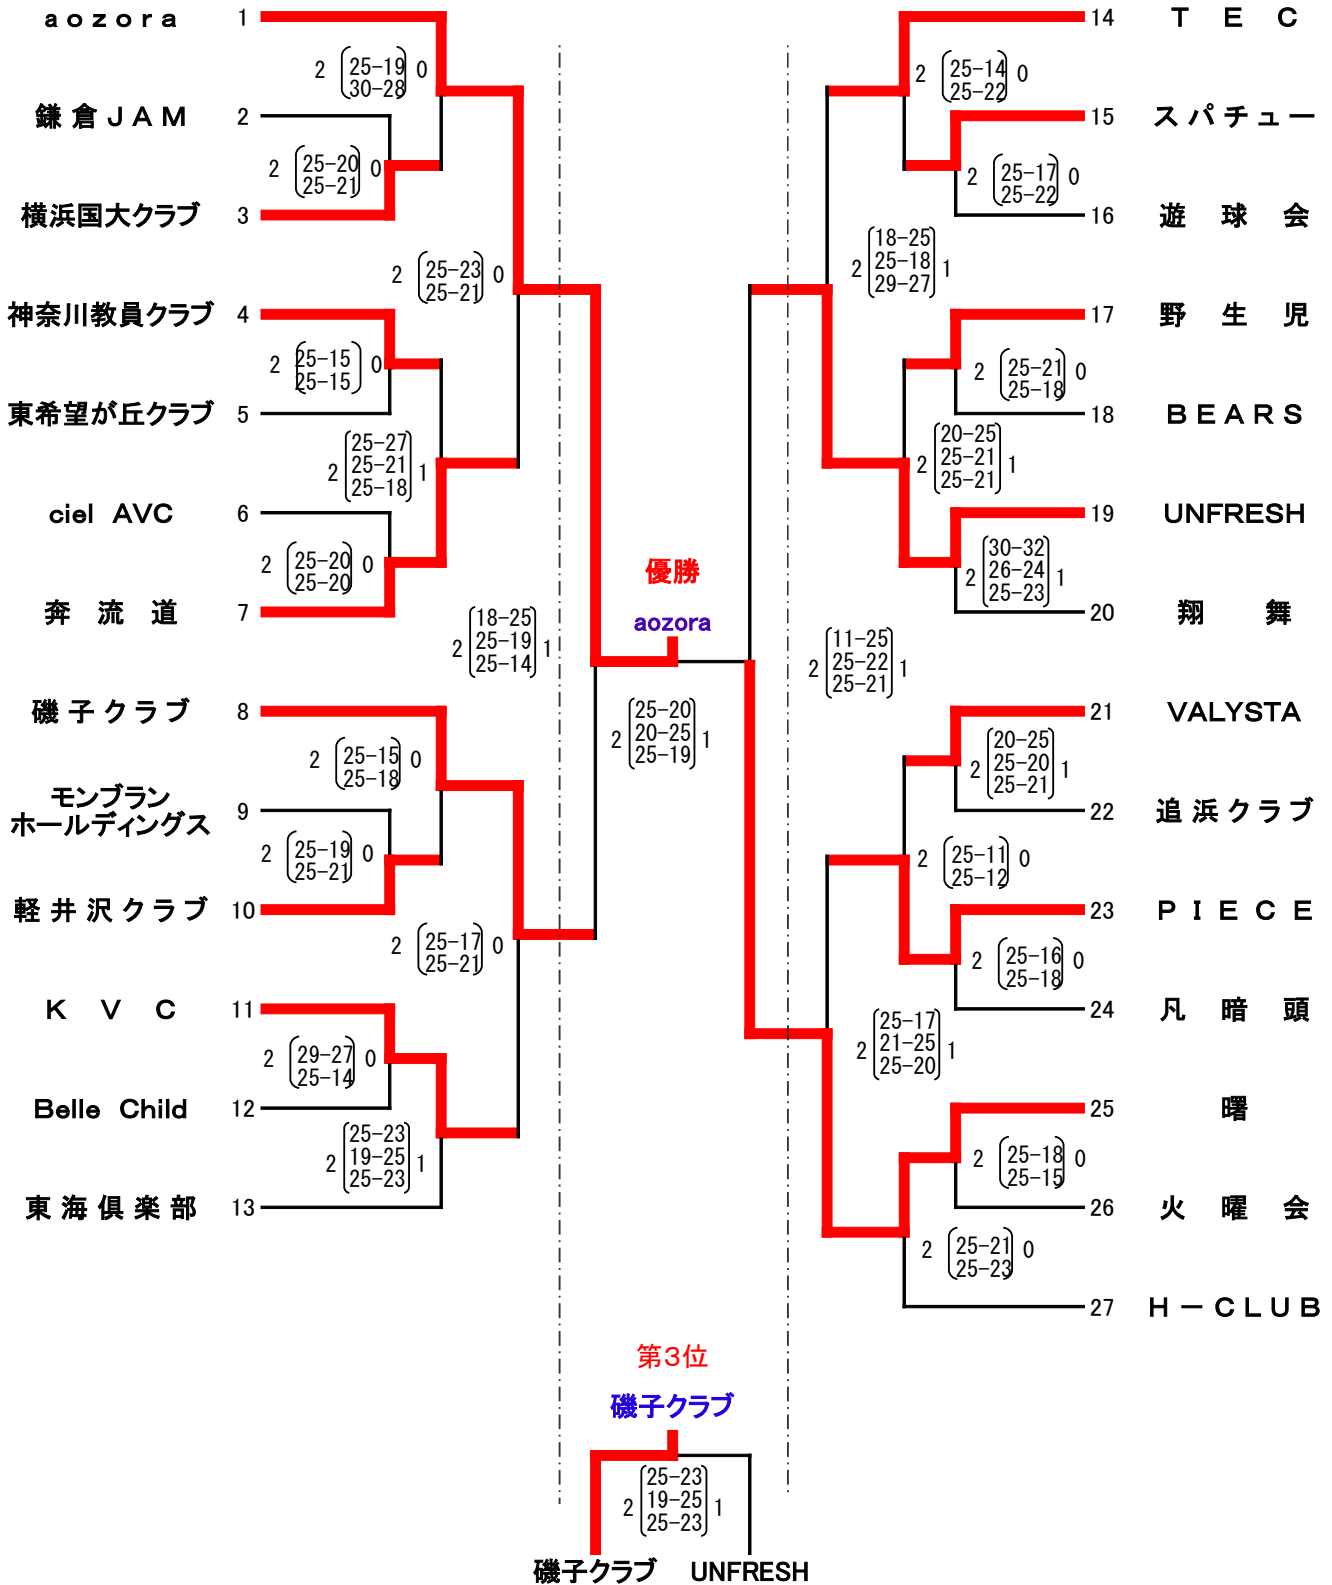 aozora 1
2 25-19 0
30-28
鎌倉JAM 2
2 25-20 0
25-21
横浜国大クラブ 3
2 25-23 0
25-21
神奈川教員クラブ 4
2 25-15 0
25-15
東希望が丘クラブ 5
25-27
2 25-21 1
25-18
ciel AVC 6
2 25-20 0
25-20
奔流道 7
18-25
2 25-19 1
25-14
磯子クラブ 8
2 25-15 0
25-18
モンブラン
ホールディングス 9
2 25-19 0
25-21
軽井沢クラブ 10
2 25-17 0
25-21
KVC 11
2 29-27 0
25-14
Belle Child 12
25-23
2 19-25 1
25-23
東海倶楽部 13
優勝
aozora
25-20
2 20-25 1
25-19
14 TEC
2 25-14 0
25-22
15 スパチュー
2 25-17 0
25-22
16 遊球会
18-25
2 25-18 1
29-27
17 野生児
2 25-21 0
25-18
18 BEARS
20-25
2 25-21 1
25-21
19 UNFRESH
30-32
2 26-24 1
25-23
20 翔舞
11-25
2 25-22 1
25-21
21 VALYSTA
20-25
2 25-20 1
25-21
22 追浜クラブ
2 25-11 0
25-12
23 PIECE
2 25-16 0
25-18
24 凡暗頭
25-17
2 21-25 1
25-20
25 曙
2 25-18 0
25-15
26 火曜会
2 25-21 0
25-23
27 H-CLUB
第3位
磯子クラブ
25-23
2 19-25 1
25-23
磯子クラブ UNFRESH